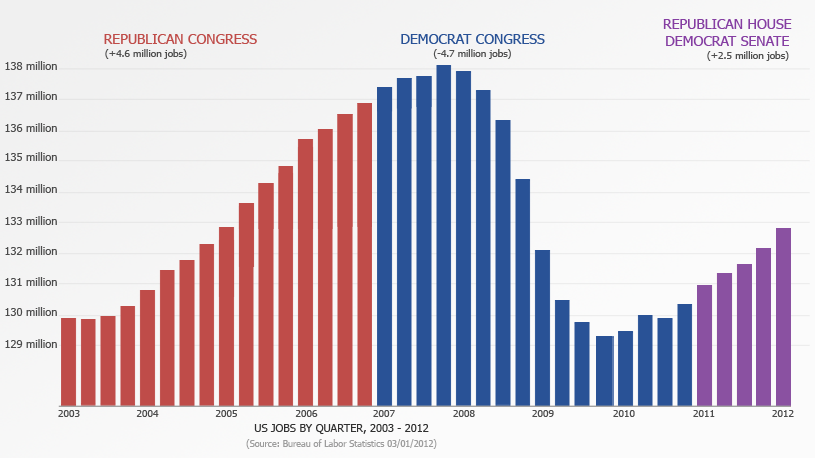 REPUBLICAN CONGRESS
(+4.6 million jobs)
DEMOCRAT CONGRESS
(-4.7 million jobs)
REPUBLICAN HOUSE
DEMOCRAT SENATE
(+2.5 million jobs)
138 million
137 million
136 million
135 million
134 million
133 million
132 million
131 million
130 million
129 million
2003 2004 2005 2006 2007 2008 2009 2010 2011 2012
US JOBS BY QUARTER, 2003 - 2012
(Source: Bureau of Labor Statistics 03/01/2012)